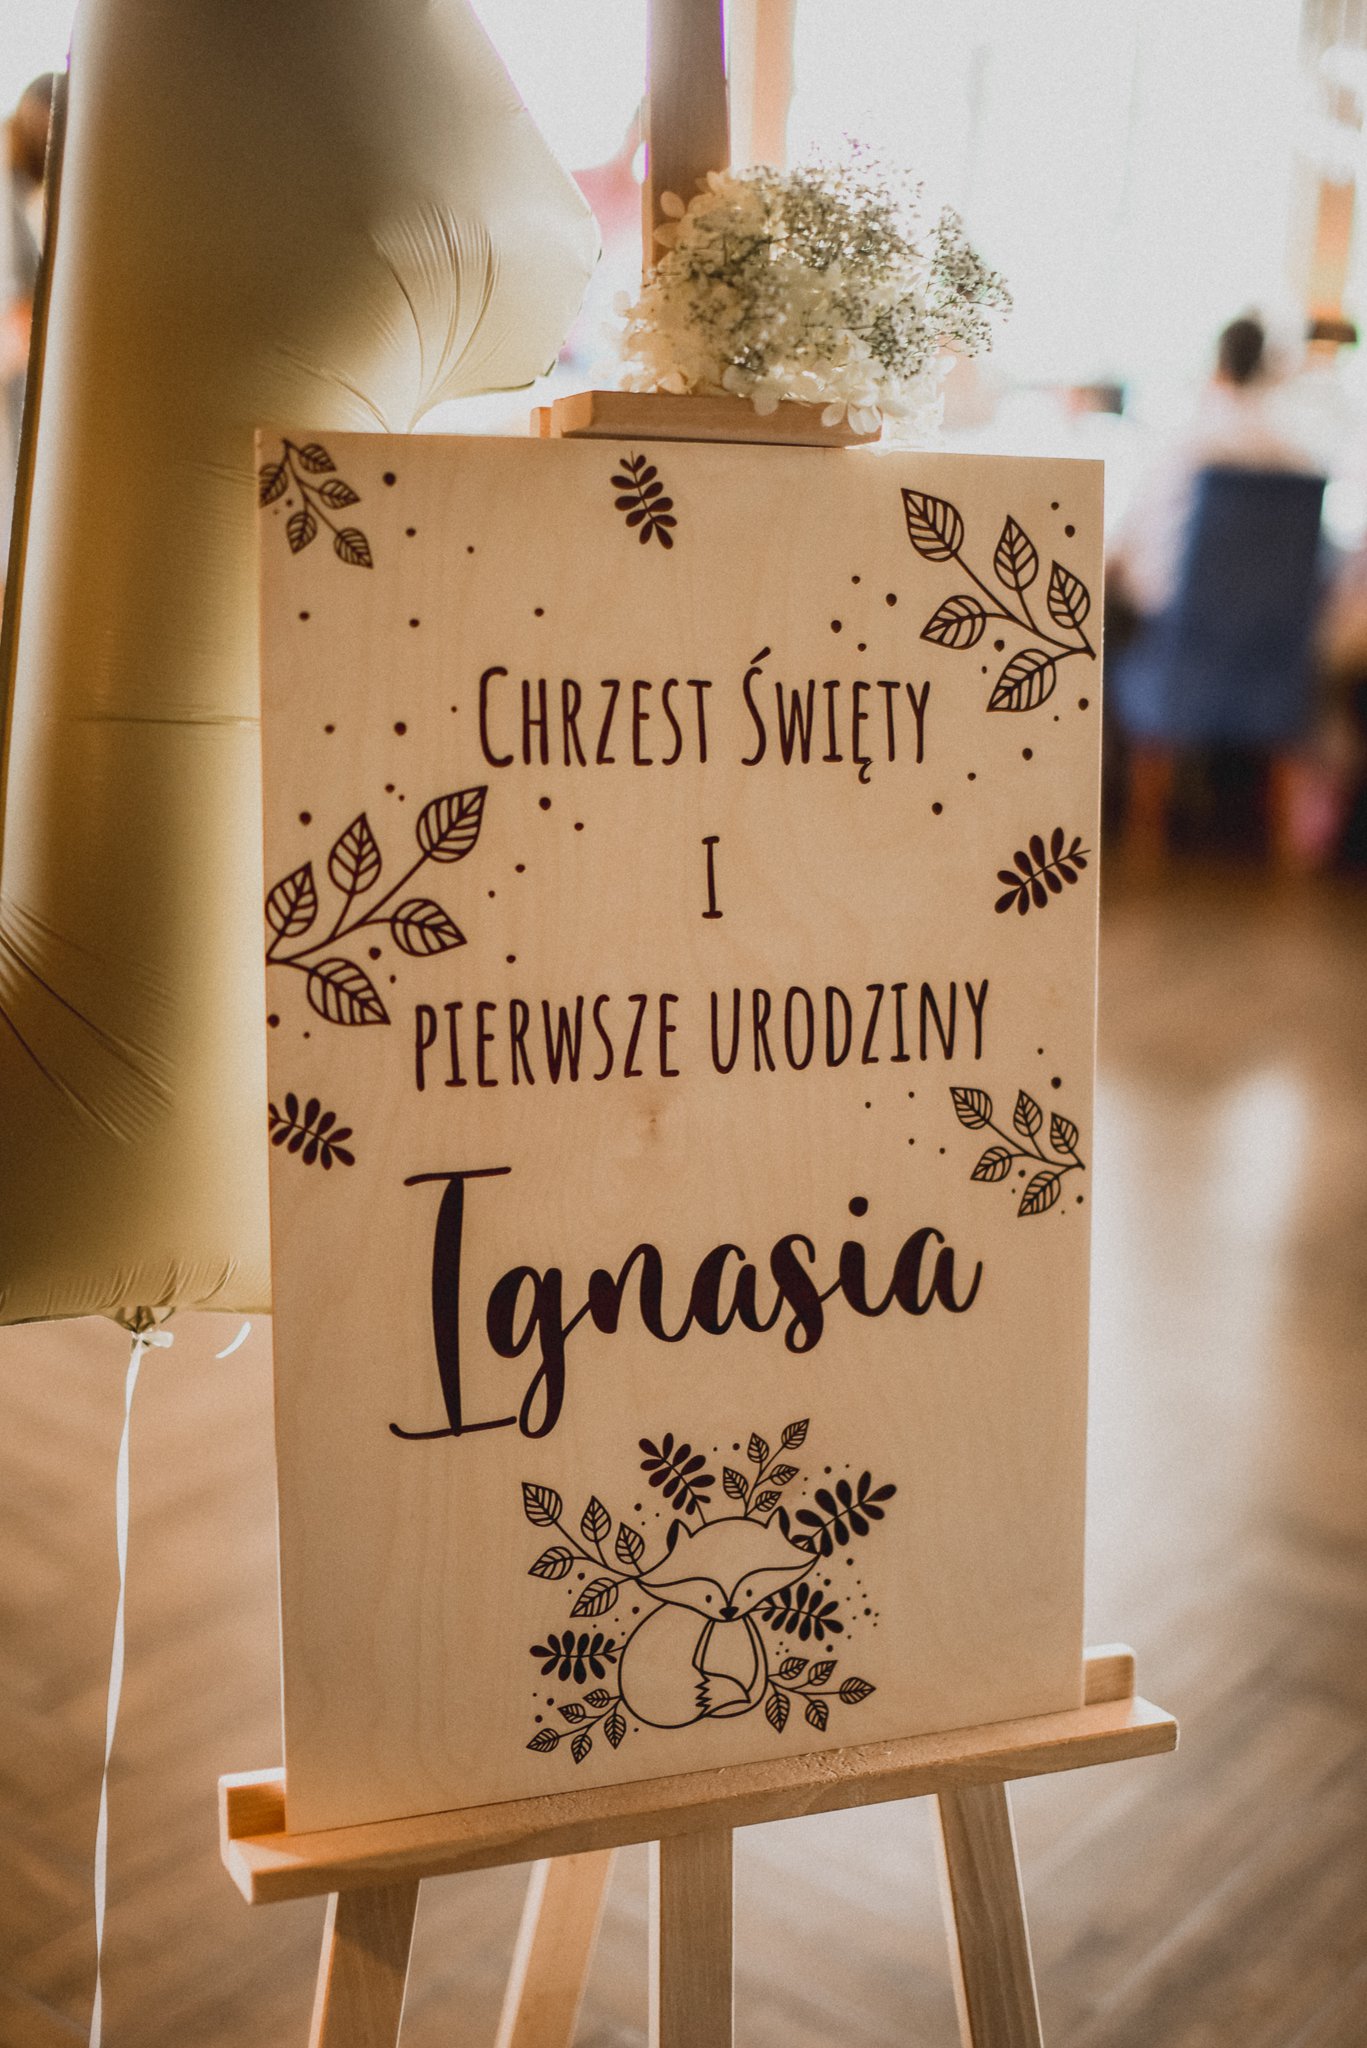 Chrzest Święty
i
pierwsze urodziny
Ignasia